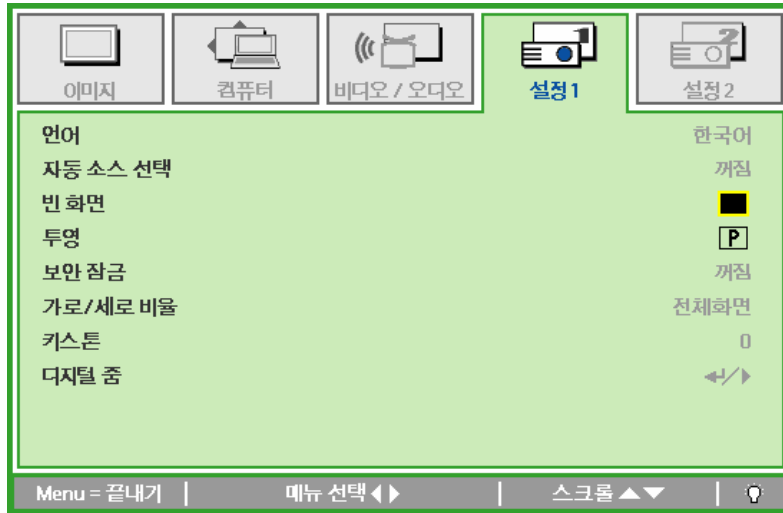 이미지
컴퓨터
비디오 / 오디오
설정1
설정2
언어 한국어
자동 소스 선택 꺼짐
빈 화면
투영 P
보안 잠금 꺼짐
가로/세로 비율 전체화면
키스톤 0
디지털 줌 ↵/▶
Menu = 끝내기 메뉴 선택◀▶ 스크롤▲▼